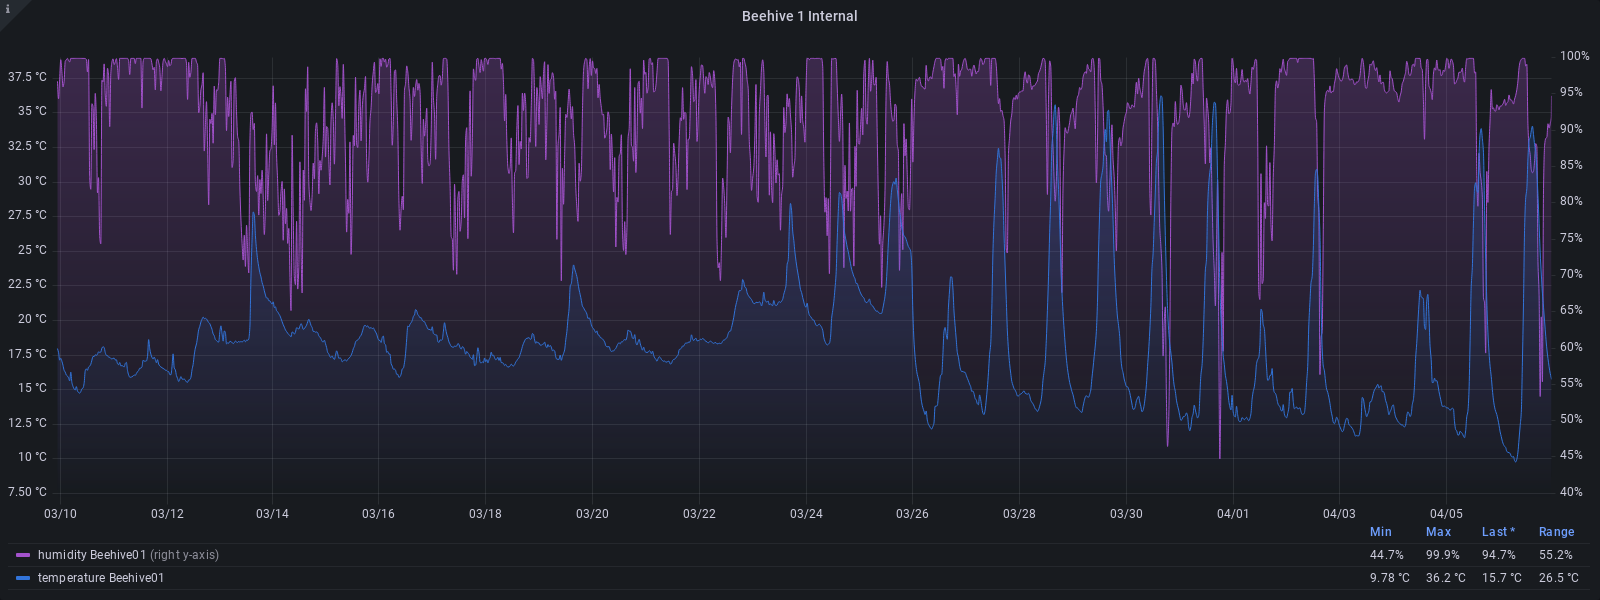 i
Beehive 1 Internal
37.5 °C
35 °C
32.5 °C
30 °C
27.5 °C
25 °C
22.5 °C
20 °C
17.5 °C
15 °C
12.5 °C
10 °C
7.50 °C
100%
95%
90%
85%
80%
75%
70%
65%
60%
55%
50%
45%
40%
03/10 03/12 03/14 03/16 03/18 03/20 03/22 03/24 03/26 03/28 03/30 04/01 04/03 04/05
Min Max Last * Range
humidity Beehive01 (right y-axis) 44.7% 99.9% 94.7% 55.2%
temperature Beehive01 9.78 °C 36.2 °C 15.7 °C 26.5 °C